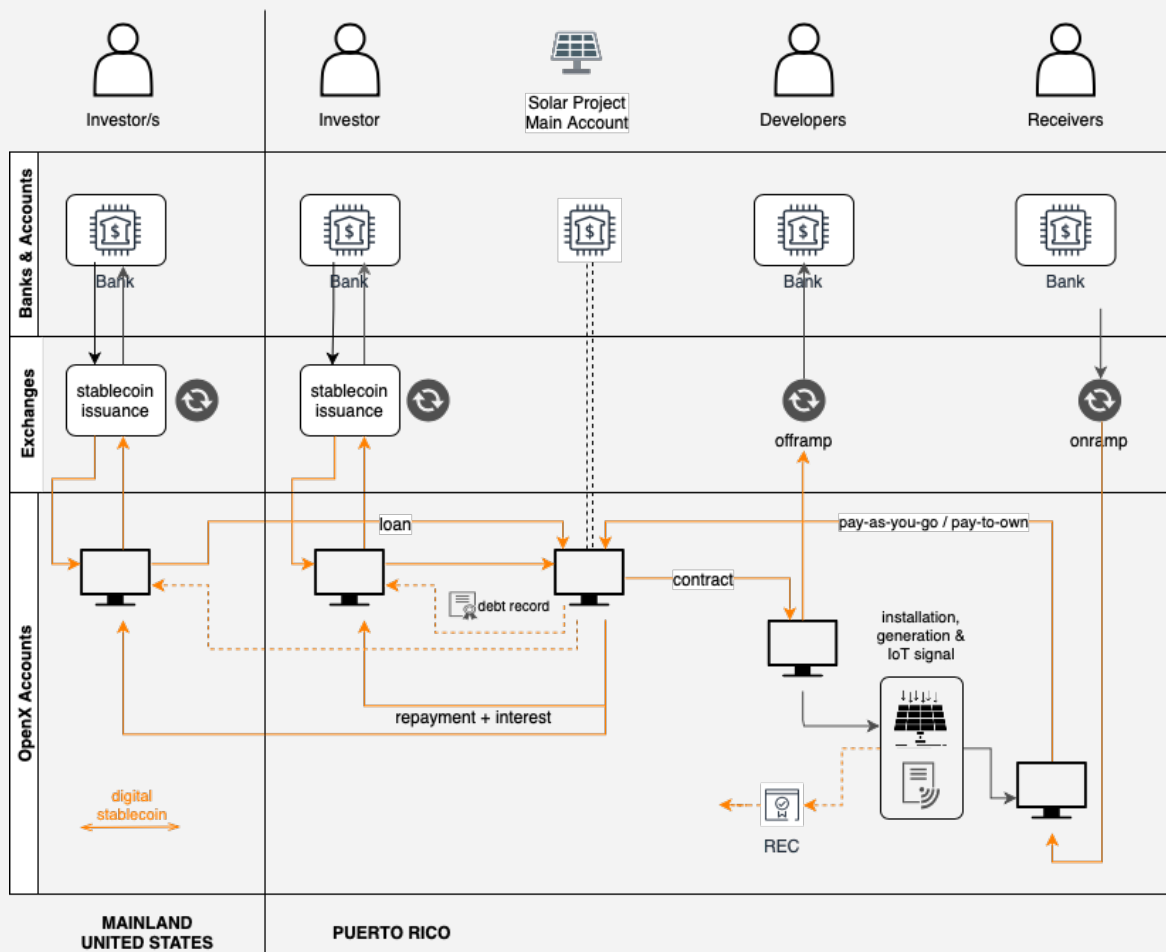 Investor/s
Investor
Solar Project
Main Account
Developers
Receivers
Banks & Accounts
$
Bank
$
Bank
$
$
Bank
$
Bank
Exchanges
stablecoin
issuance
stablecoin
issuance
offramp
onramp
OpenX Accounts
loan
pay-as-you-go / pay-to-own
contract
debt record
installation,
generation &
IoT signal
repayment + interest
digital
stablecoin
REC
MAINLAND
UNITED STATES
PUERTO RICO